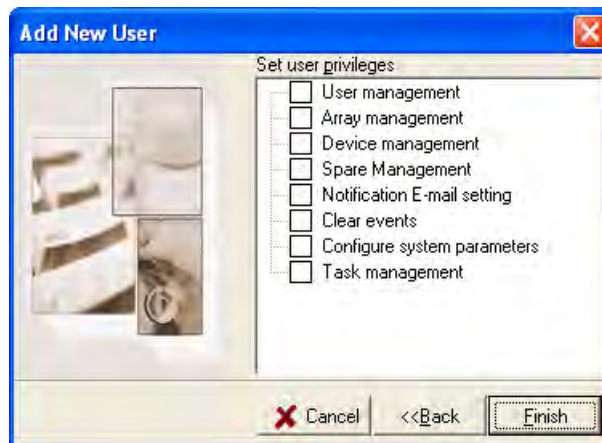 Add New User
Set user privileges
User management
Array management
Device management
Spare Management
Notification E-mail setting
Clear events
Configure system parameters
Task management
Cancel
<<Back
Finish